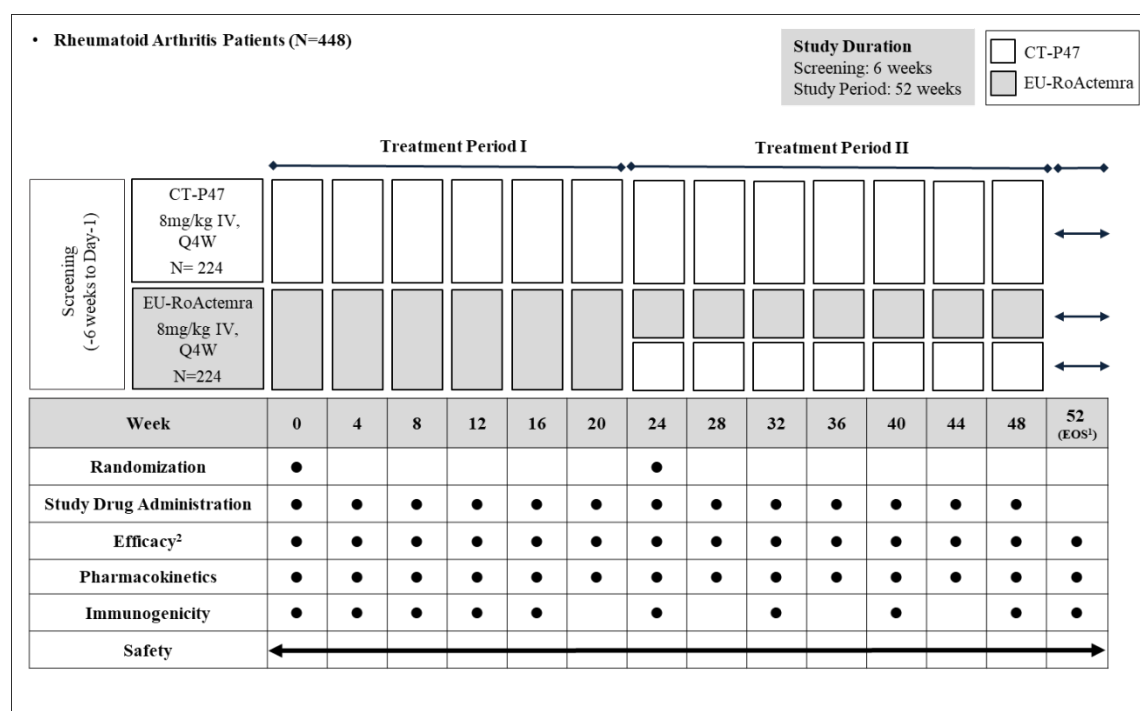 • Rheumatoid Arthritis Patients (N=448)
Study Duration
Screening: 6 weeks
Study Period: 52 weeks
CT-P47
EU-RoActemra
Treatment Period I
Treatment Period II
Screening
(-6 weeks to Day-1)
CT-P47
8mg/kg IV,
Q4W
N= 224
EU-RoActemra
8mg/kg IV,
Q4W
N=224
Week 0 4 8 12 16 20 24 28 32 36 40 44 48 52
(EOS¹)
Randomization ● ●
Study Drug Administration ● ● ● ● ● ● ● ● ● ● ● ● ●
Efficacy² ● ● ● ● ● ● ● ● ● ● ● ● ● ●
Pharmacokinetics ● ● ● ● ● ● ● ● ● ● ● ● ● ●
Immunogenicity ● ● ● ● ● ● ● ● ● ●
Safety